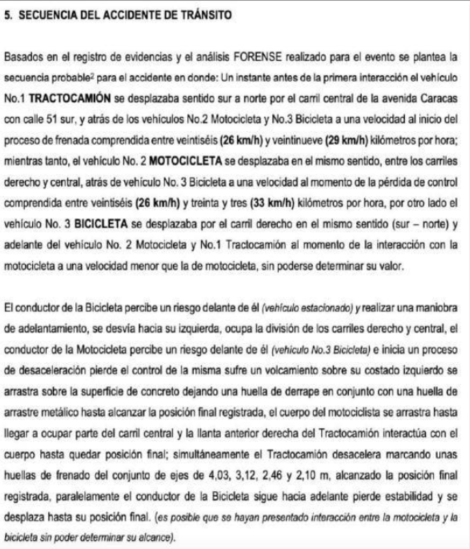 5. SECUENCIA DEL ACCIDENTE DE TRÁNSITO
Basados en el registro de evidencias y el análisis FORENSE realizado para el evento se plantea la
secuencia probable² para el accidente en donde: Un instante antes de la primera interacción el vehículo
No.1 TRACTOCAMIÓN se desplazaba sentido sur a norte por el carril central de la avenida Caracas
con calle 51 sur, y atrás de los vehículos No.2 Motocicleta y No.3 Bicicleta a una velocidad al inicio del
proceso de frenada comprendida entre veintiséis (26 km/h) y veintinueve (29 km/h) kilómetros por hora;
mientras tanto, el vehículo No. 2 MOTOCICLETA se desplazaba en el mismo sentido, entre los carriles
derecho y central, atrás de vehículo No. 3 Bicicleta a una velocidad al momento de la pérdida de control
comprendida entre veintiséis (26 km/h) y treinta y tres (33 km/h) kilómetros por hora, por otro lado el
vehículo No. 3 BICICLETA se desplazaba por el carril derecho en el mismo sentido (sur – norte) y
adelante del vehículo No. 2 Motocicleta y No.1 Tractocamión al momento de la interacción con la
motocicleta a una velocidad menor que la de motocicleta, sin poderse determinar su valor.
El conductor de la Bicicleta percibe un riesgo delante de él (vehículo estacionado) y realizar una maniobra
de adelantamiento, se desvía hacia su izquierda, ocupa la división de los carriles derecho y central, el
conductor de la Motocicleta percibe un riesgo delante de él (vehículo No.3 Bicicleta) e inicia un proceso
de desaceleración pierde el control de la misma sufre un volcamiento sobre su costado izquierdo se
arrastra sobre la superficie de concreto dejando una huella de derrape en conjunto con una huella de
arrastre metálico hasta alcanzar la posición final registrada, el cuerpo del motociclista se arrastra hasta
llegar a ocupar parte del carril central y la llanta anterior derecha del Tractocamión interactúa con el
cuerpo hasta quedar posición final; simultáneamente el Tractocamión desacelera marcando unas
huellas de frenado del conjunto de ejes de 4,03, 3,12, 2,46 y 2,10 m, alcanzado la posición final
registrada, paralelamente el conductor de la Bicicleta sigue hacia adelante pierde estabilidad y se
desplaza hasta su posición final. (es posible que se hayan presentado interacción entre la motocicleta y la
bicicleta sin poder determinar su alcance).